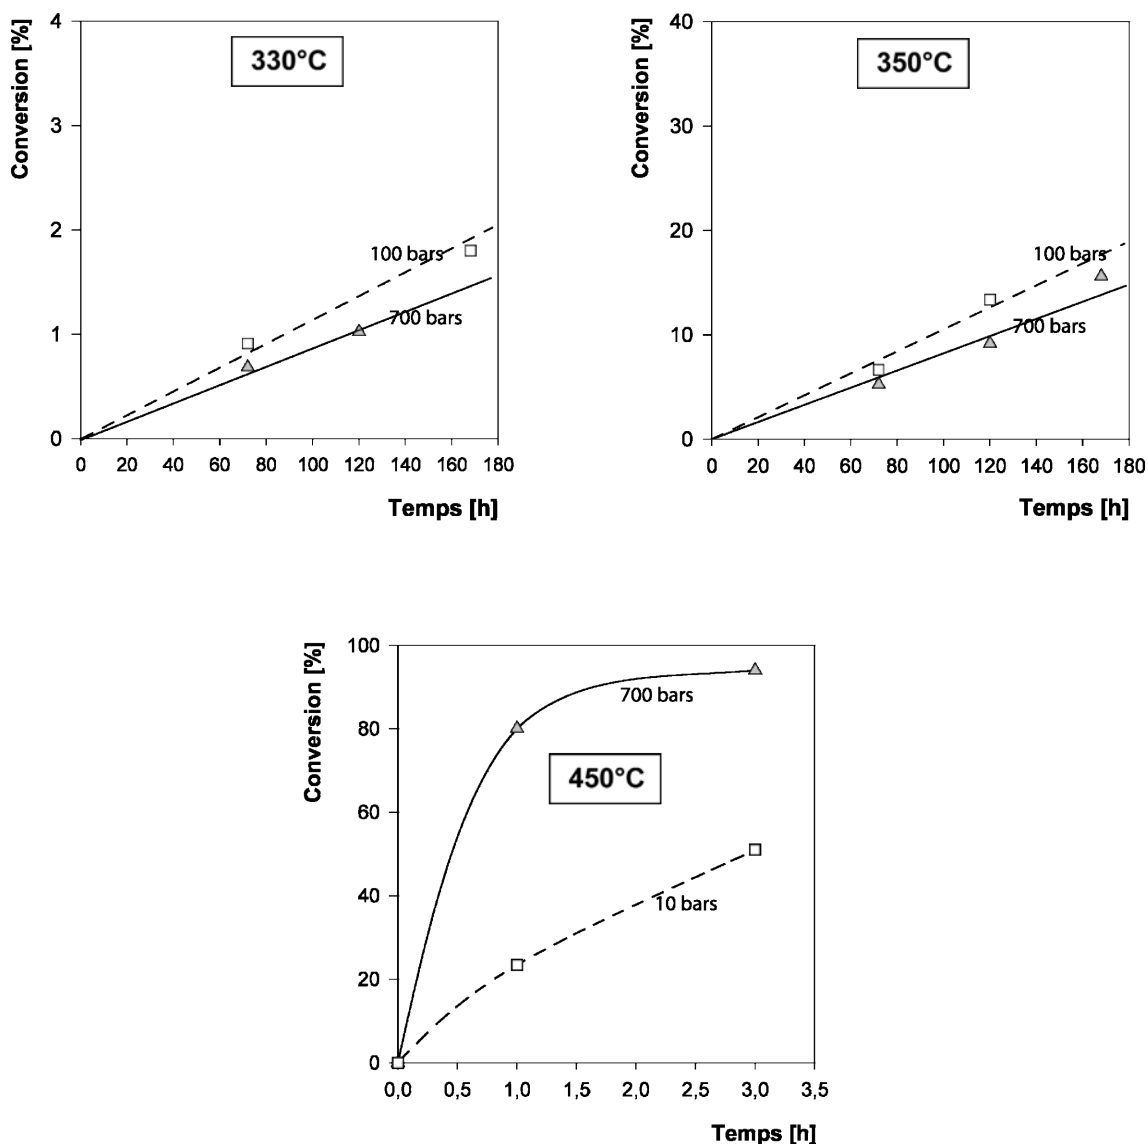 Conversion [%]
4
3
2
1
0
330°C
100 bars
700 bars
0 20 40 60 80 100 120 140 160 180
Temps [h]
Conversion [%]
40
30
20
10
0
350°C
100 bars
700 bars
0 20 40 60 80 100 120 140 160 180
Temps [h]
Conversion [%]
100
80
60
40
20
0
700 bars
450°C
10 bars
0,0 0,5 1,0 1,5 2,0 2,5 3,0 3,5
Temps [h]